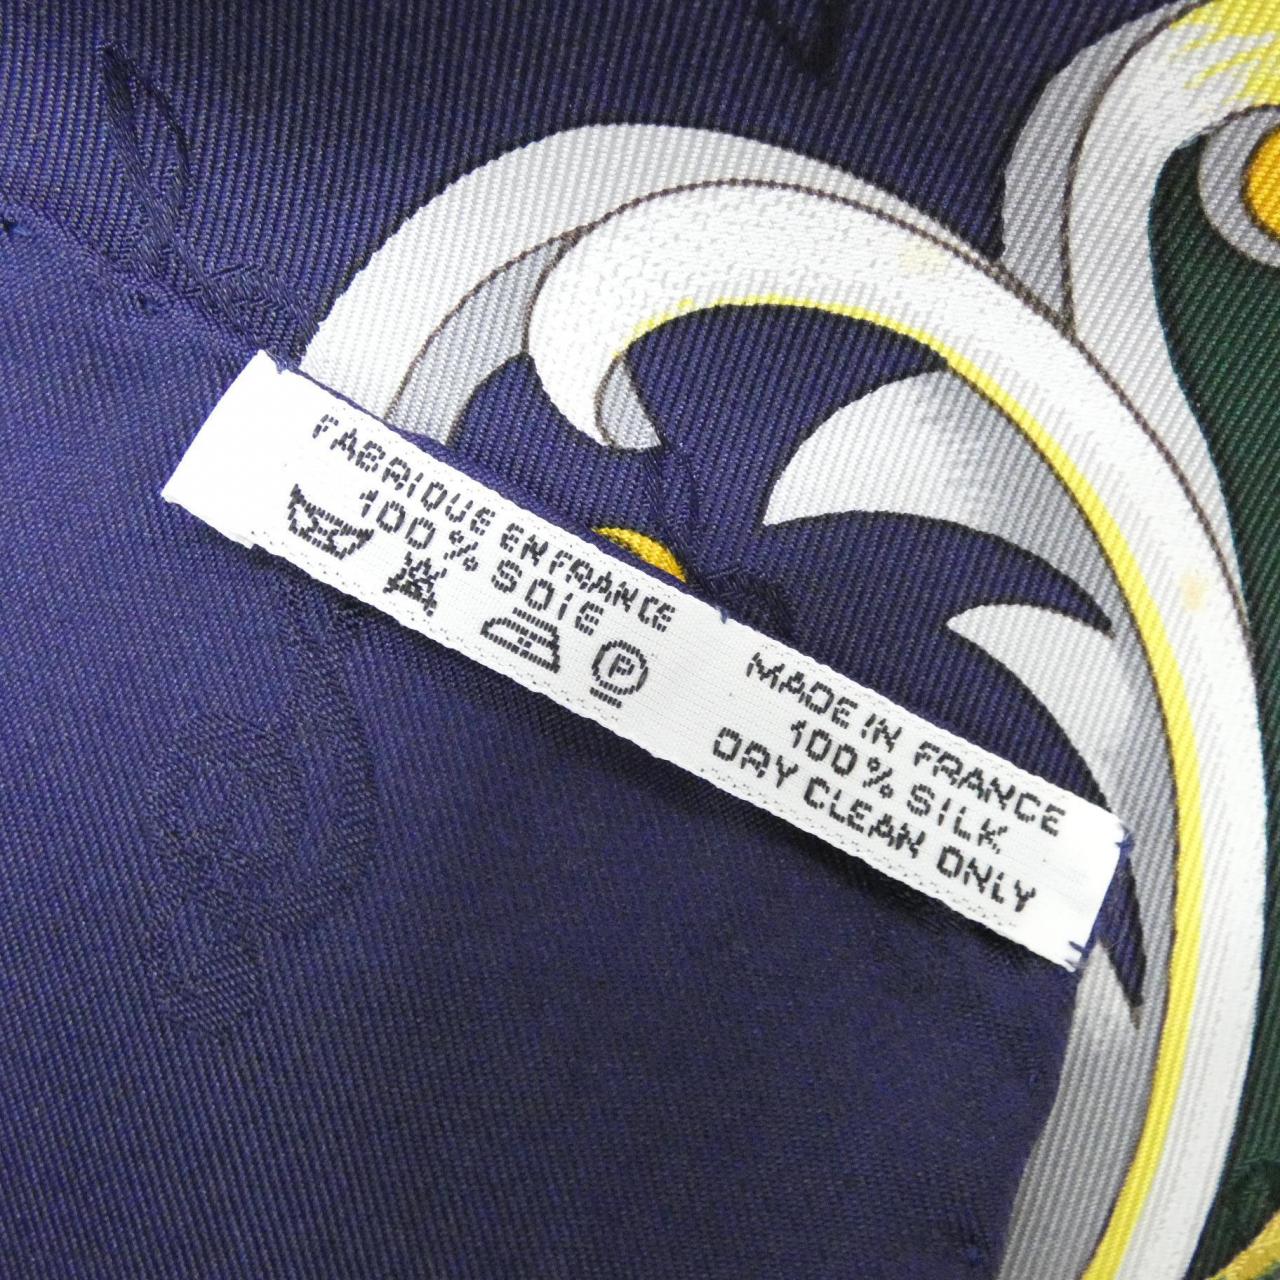 FABRIQUE EN FRANCE
100% SOIE
P
MADE IN FRANCE
100% SILK
DRY CLEAN ONLY